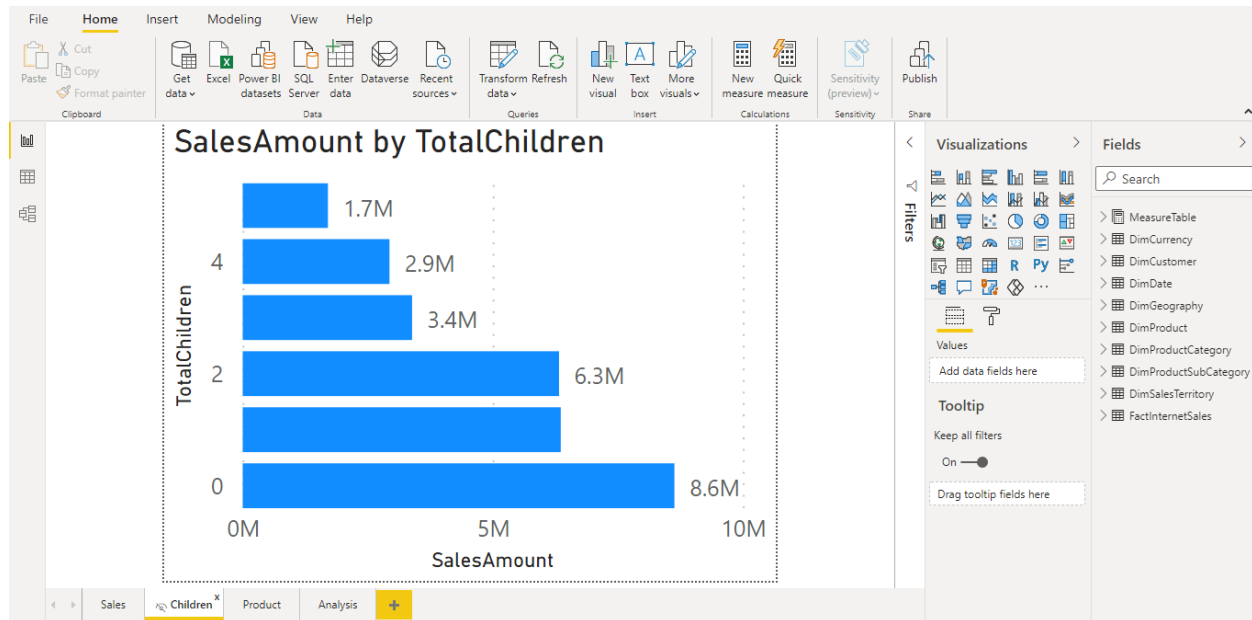 File Home Insert Modeling View Help
Paste
Cut
Copy
Format painter
Clipboard
Get data
Excel
Power BI datasets
SQL Server
Enter data
Dataverse
Recent sources
Data
Transform data
Refresh
Queries
New visual
Text box
More visuals
Insert
New measure
Quick measure
Calculations
Sensitivity (preview)
Sensitivity
Publish
Share
SalesAmount by TotalChildren
1.7M
4 2.9M
3.4M
2 6.3M
0 8.6M
TotalChildren
0M 5M 10M
SalesAmount
Filters
Visualizations
R Py
123
Values
Add data fields here
Tooltip
Keep all filters
On
Drag tooltip fields here
Fields
Search
MeasureTable
DimCurrency
DimCustomer
DimDate
DimGeography
DimProduct
DimProductCategory
DimProductSubCategory
DimSalesTerritory
FactInternetSales
Sales Children x Product Analysis +